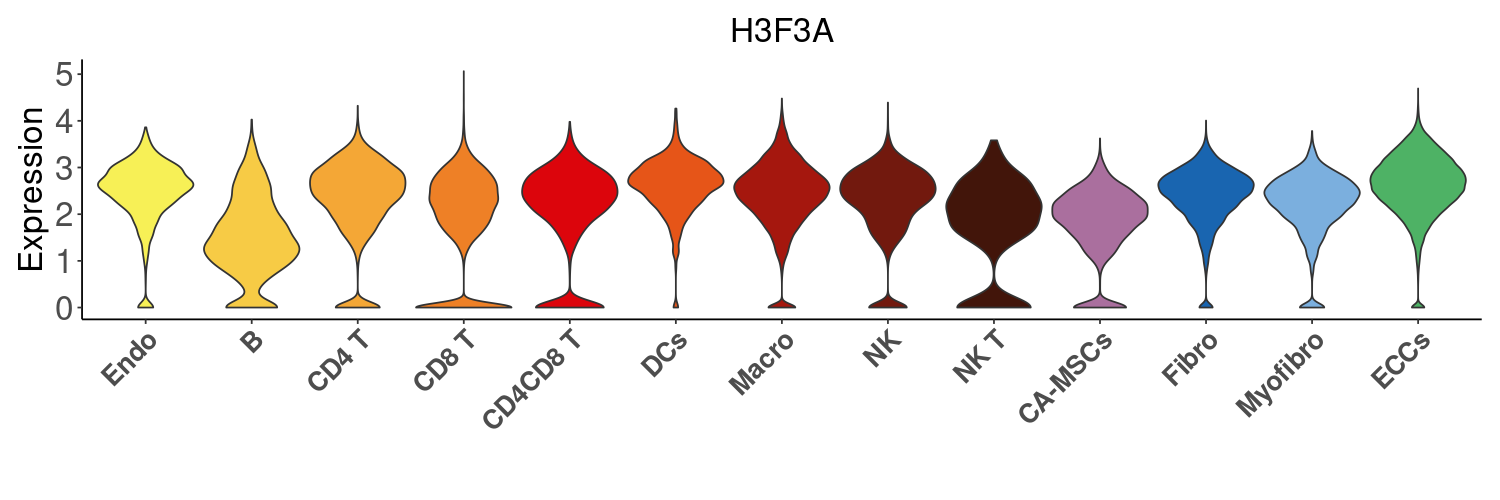 H3F3A
Expression
5
4
3
2
1
0
Endo
B
CD4 T
CD8 T
CD4CD8 T
DCs
Macro
NK
NK T
CA-MSCs
Fibro
Myofibro
ECCs